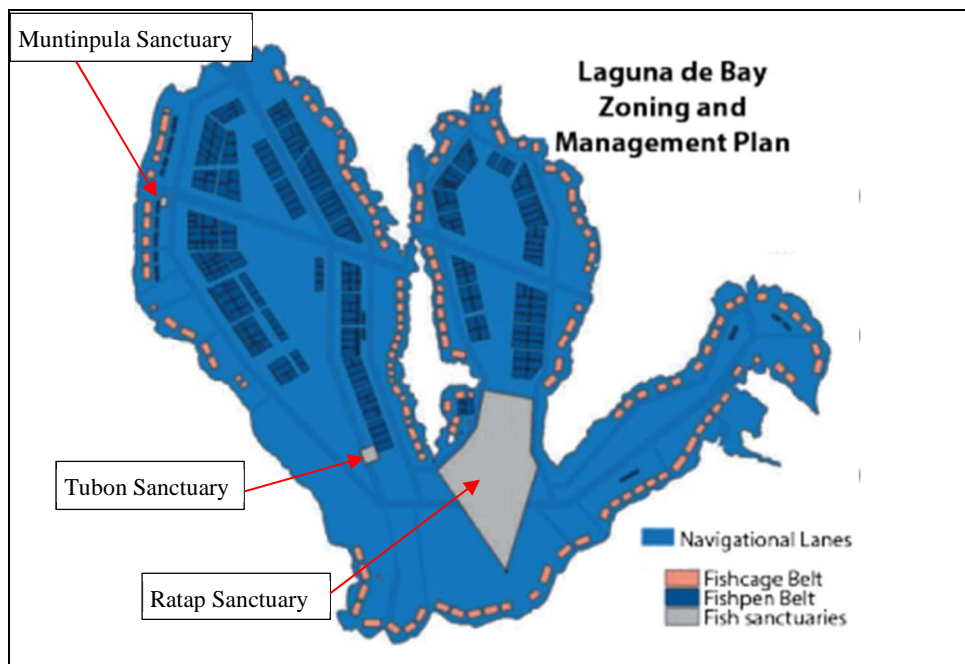 Muntinpula Sanctuary
Laguna de Bay
Zoning and
Management Plan
Tubon Sanctuary
Ratap Sanctuary
Navigational Lanes
Fishcage Belt
Fishpen Belt
Fish sanctuaries